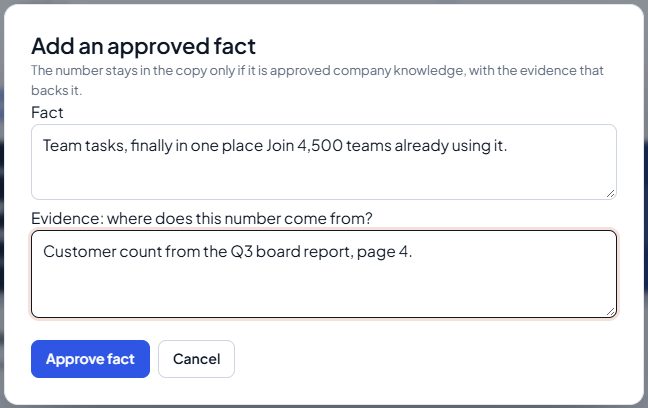 Add an approved fact
The number stays in the copy only if it is approved company knowledge, with the evidence that
backs it.
Fact
Team tasks, finally in one place Join 4,500 teams already using it.
Evidence: where does this number come from?
Customer count from the Q3 board report, page 4.
Approve fact
Cancel